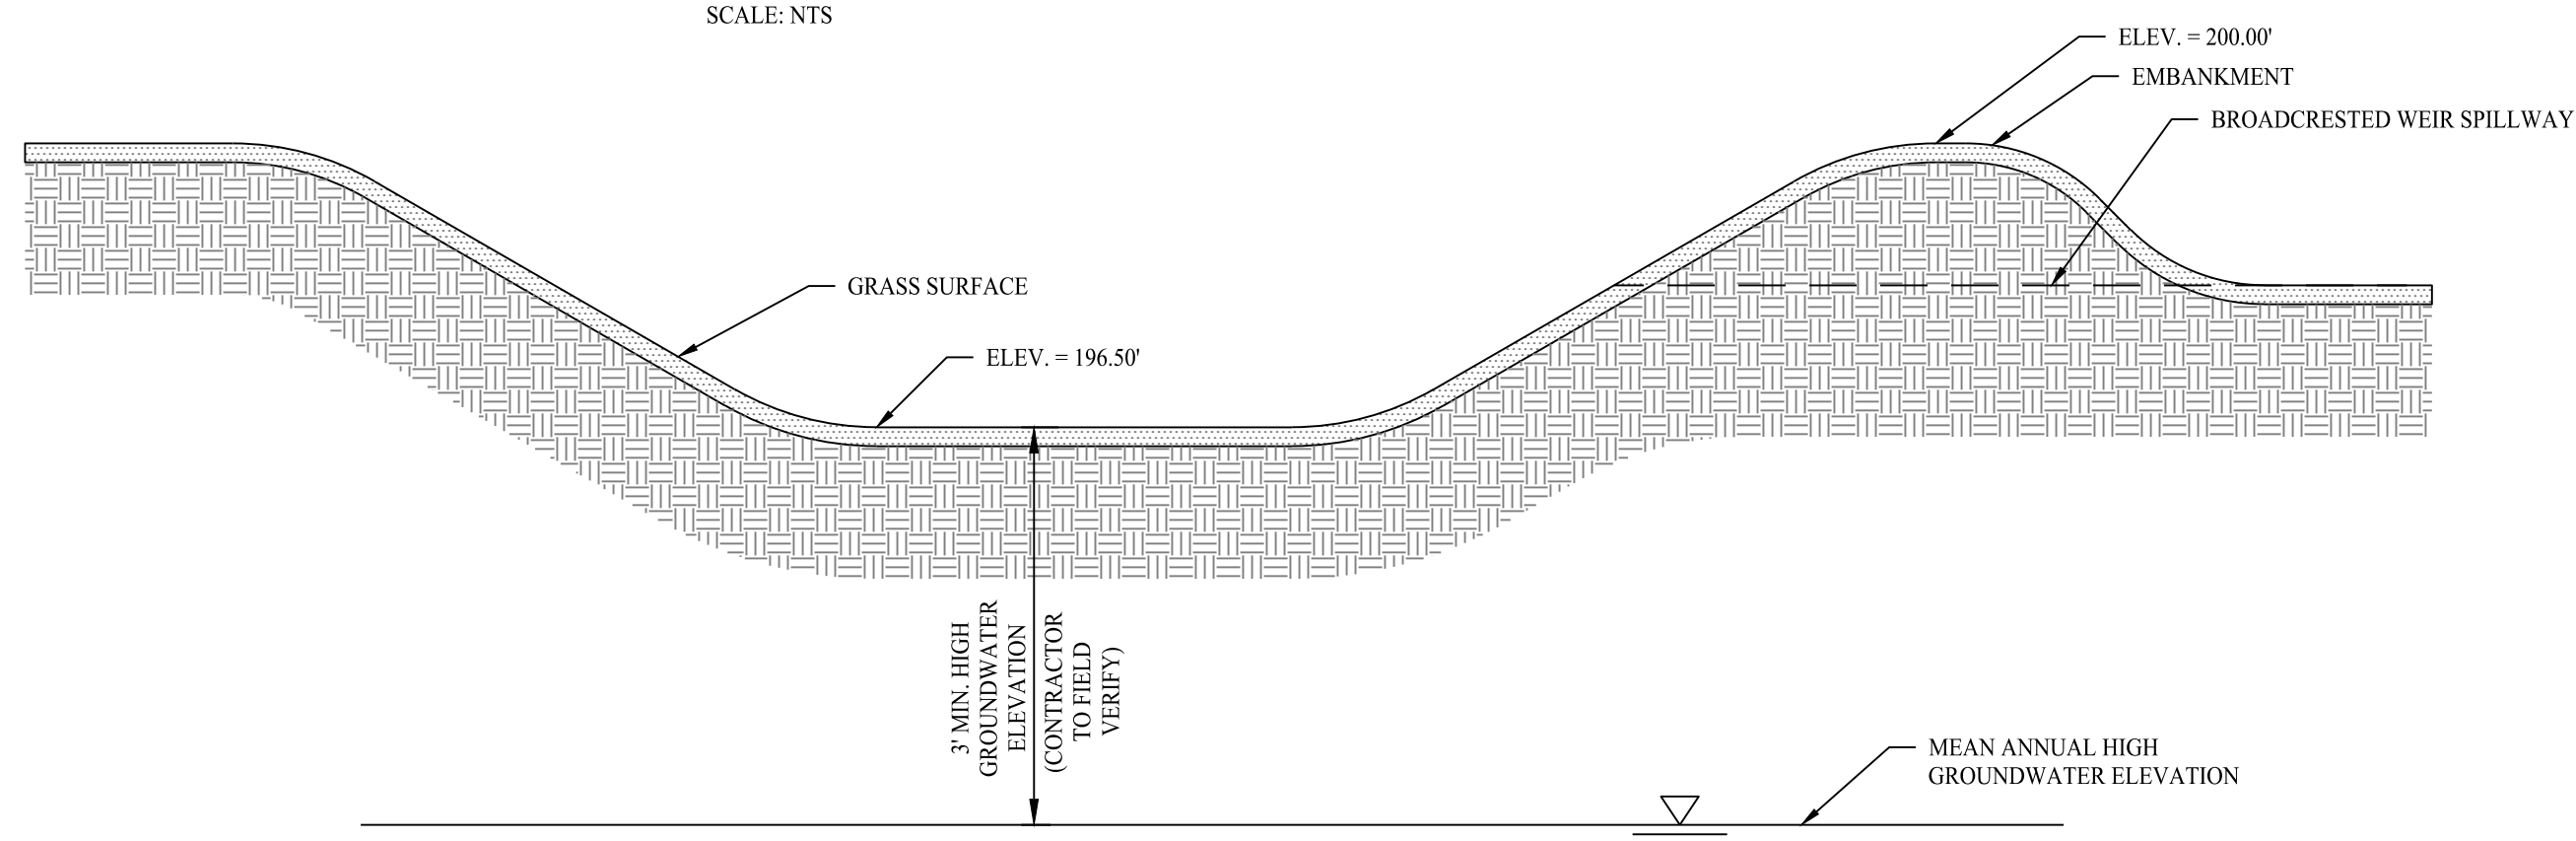 SCALE: NTS
ELEV. = 200.00'
EMBANKMENT
BROADCRESTED WEIR SPILLWAY
GRASS SURFACE
ELEV. = 196.50'
3' MIN. HIGH
GROUNDWATER
ELEVATION
(CONTRACTOR
TO FIELD
VERIFY)
MEAN ANNUAL HIGH
GROUNDWATER ELEVATION